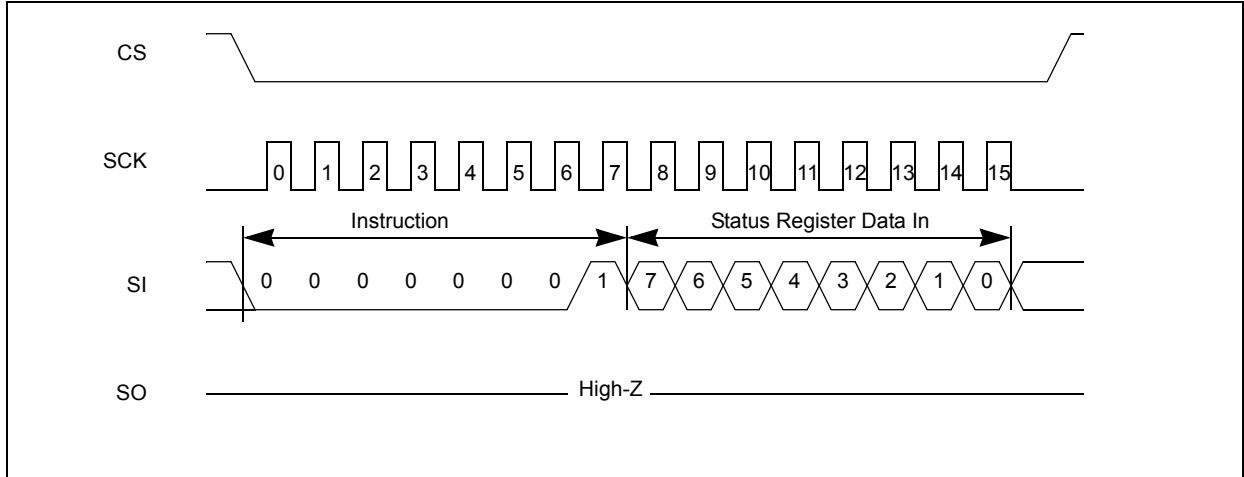 CS
SCK
0 1 2 3 4 5 6 7 8 9 10 11 12 13 14 15
Instruction Status Register Data In
SI
0 0 0 0 0 0 0 1 7 6 5 4 3 2 1 0
SO
High-Z